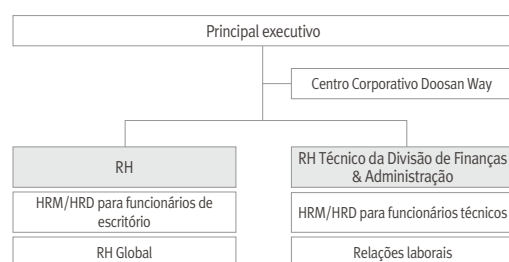 Principal executivo
Centro Corporativo Doosan Way
RH
RH Técnico da Divisão de Finanças
& Administração
HRM/HRD para funcionários de
escritório
HRM/HRD para funcionários técnicos
RH Global
Relações laborais